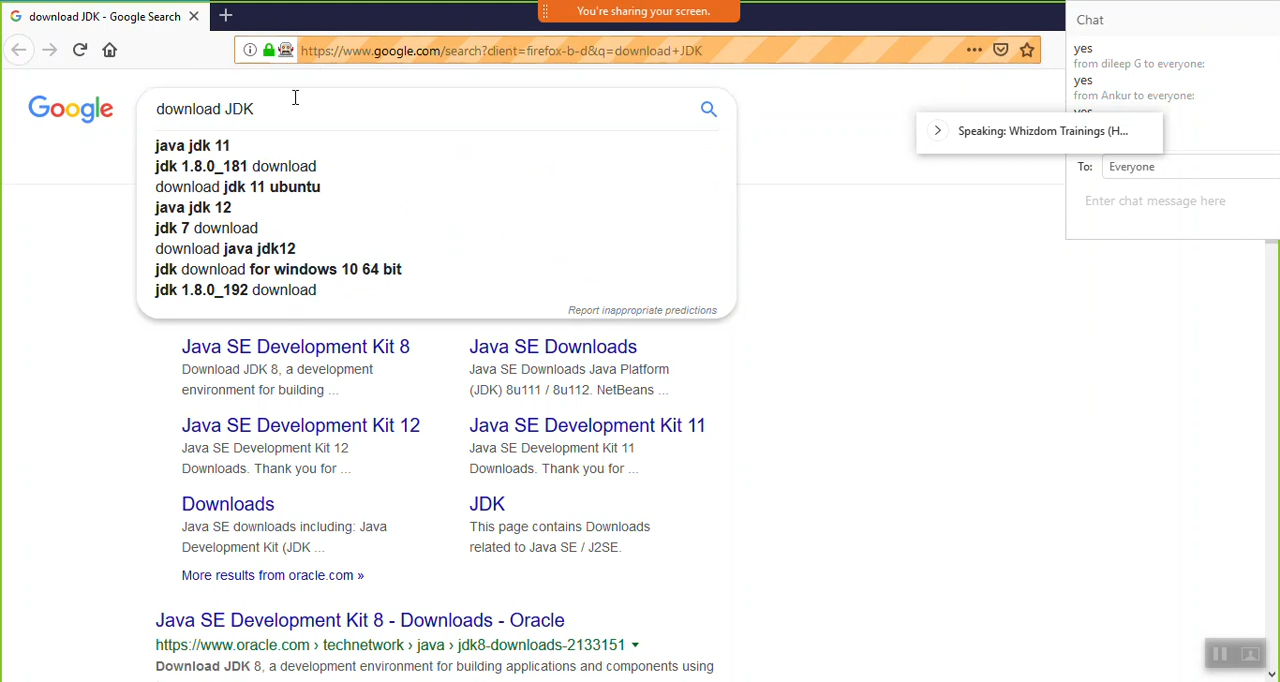 download JDK - Google Search
You're sharing your screen.
https://www.google.com/search?client=firefox-b-d&q=download+JDK
Google
download JDK
java jdk 11
jdk 1.8.0_181 download
download jdk 11 ubuntu
java jdk 12
jdk 7 download
download java jdk12
jdk download for windows 10 64 bit
jdk 1.8.0_192 download
Report inappropriate predictions
Java SE Development Kit 8
Download JDK 8, a development
environment for building ...
Java SE Downloads
Java SE Downloads Java Platform
(JDK) 8u111 / 8u112. NetBeans ...
Java SE Development Kit 12
Java SE Development Kit 12
Downloads. Thank you for ...
Java SE Development Kit 11
Java SE Development Kit 11
Downloads. Thank you for ...
Downloads
Java SE downloads including: Java
Development Kit (JDK ...
JDK
This page contains Downloads
related to Java SE / J2SE.
More results from oracle.com »
Java SE Development Kit 8 - Downloads - Oracle
https://www.oracle.com › technetwork › java › jdk8-downloads-2133151
Download JDK 8, a development environment for building applications and components using
Chat
yes
from dileep G to everyone:
yes
from Ankur to everyone:
yes
Speaking: Whizdom Trainings (H...
To: Everyone
Enter chat message here